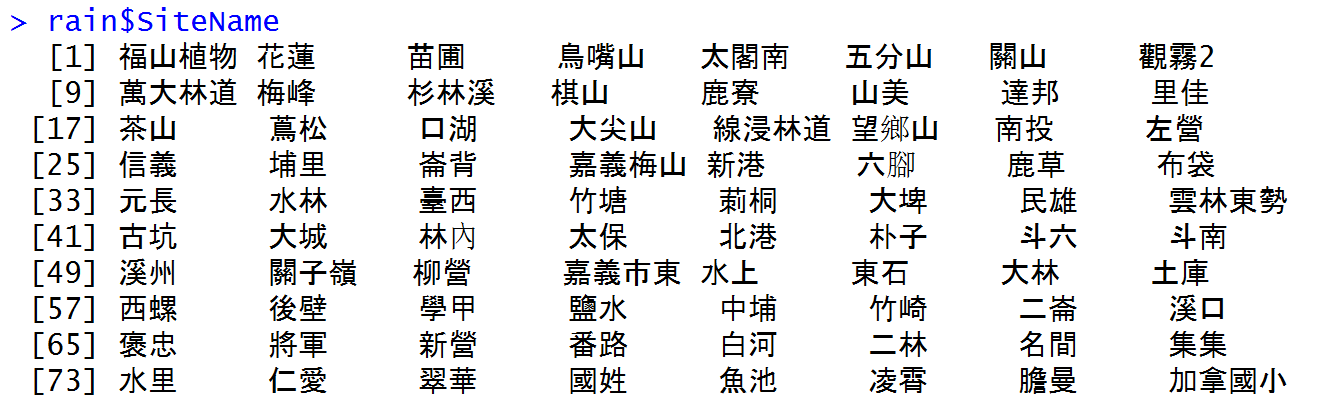 > rain$SiteName
[1] 福山植物 花蓮 苗圃 鳥嘴山 太閣南 五分山 關山 觀霧2
[9] 萬大林道 梅峰 杉林溪 棋山 鹿寮 山美 達邦 里佳
[17] 茶山 蔦松 口湖 大尖山 線浸林道 望鄉山 南投 左營
[25] 信義 埔里 崙背 嘉義梅山 新港 六腳 鹿草 布袋
[33] 元長 水林 臺西 竹塘 莿桐 大埤 民雄 雲林東勢
[41] 古坑 大城 林內 太保 北港 朴子 斗六 斗南
[49] 溪州 關子嶺 柳營 嘉義市東 水上 東石 大林 土庫
[57] 西螺 後壁 學甲 鹽水 中埔 竹崎 二崙 溪口
[65] 褒忠 將軍 新營 番路 白河 二林 名間 集集
[73] 水里 仁愛 翠華 國姓 魚池 凌霄 膽曼 加拿國小